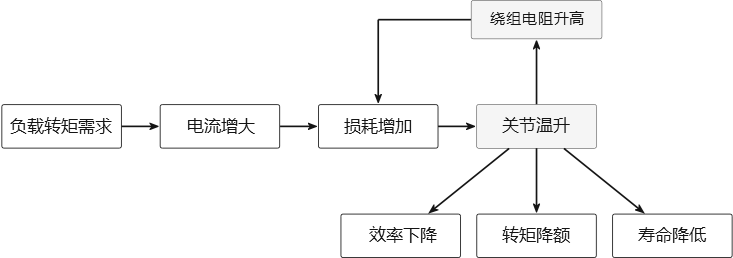 绕组电阻升高
负载转矩需求
电流增大
损耗增加
关节温升
效率下降
转矩降额
寿命降低